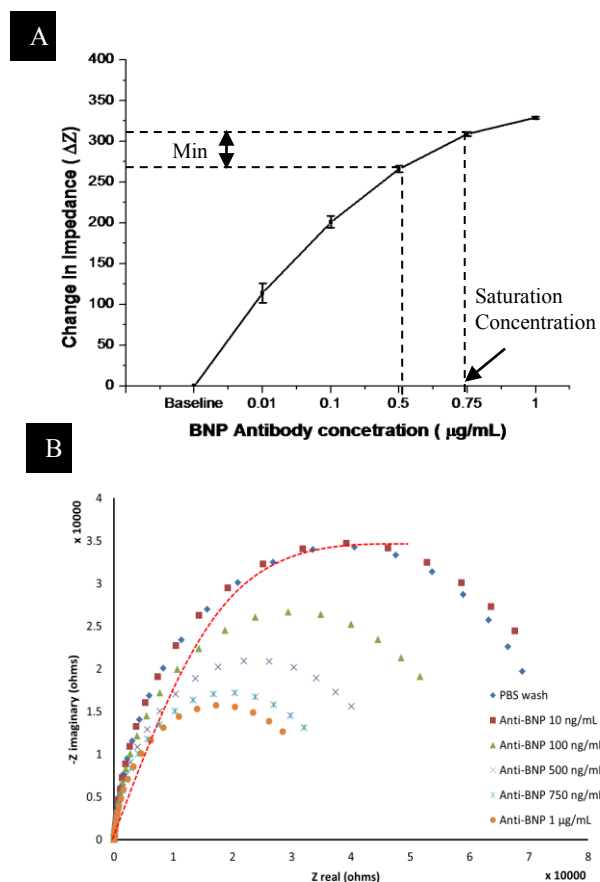 A
400
350
300
250
200
150
100
50
0
Change in Impedance ( ΔZ)
Min
Saturation
Concentration
Baseline 0.01 0.1 0.5 0.75 1
BNP Antibody concetration ( µg/mL)
B
x 10000
4
3.5
3
2.5
2
1.5
1
0.5
0
-Z imaginary (ohms)
PBS wash
Anti-BNP 10 ng/mL
Anti-BNP 100 ng/mL
Anti-BNP 500 ng/mL
Anti-BNP 750 ng/mL
Anti-BNP 1 µg/mL
0 1 2 3 4 5 6 7 8
Z real (ohms)
x 10000